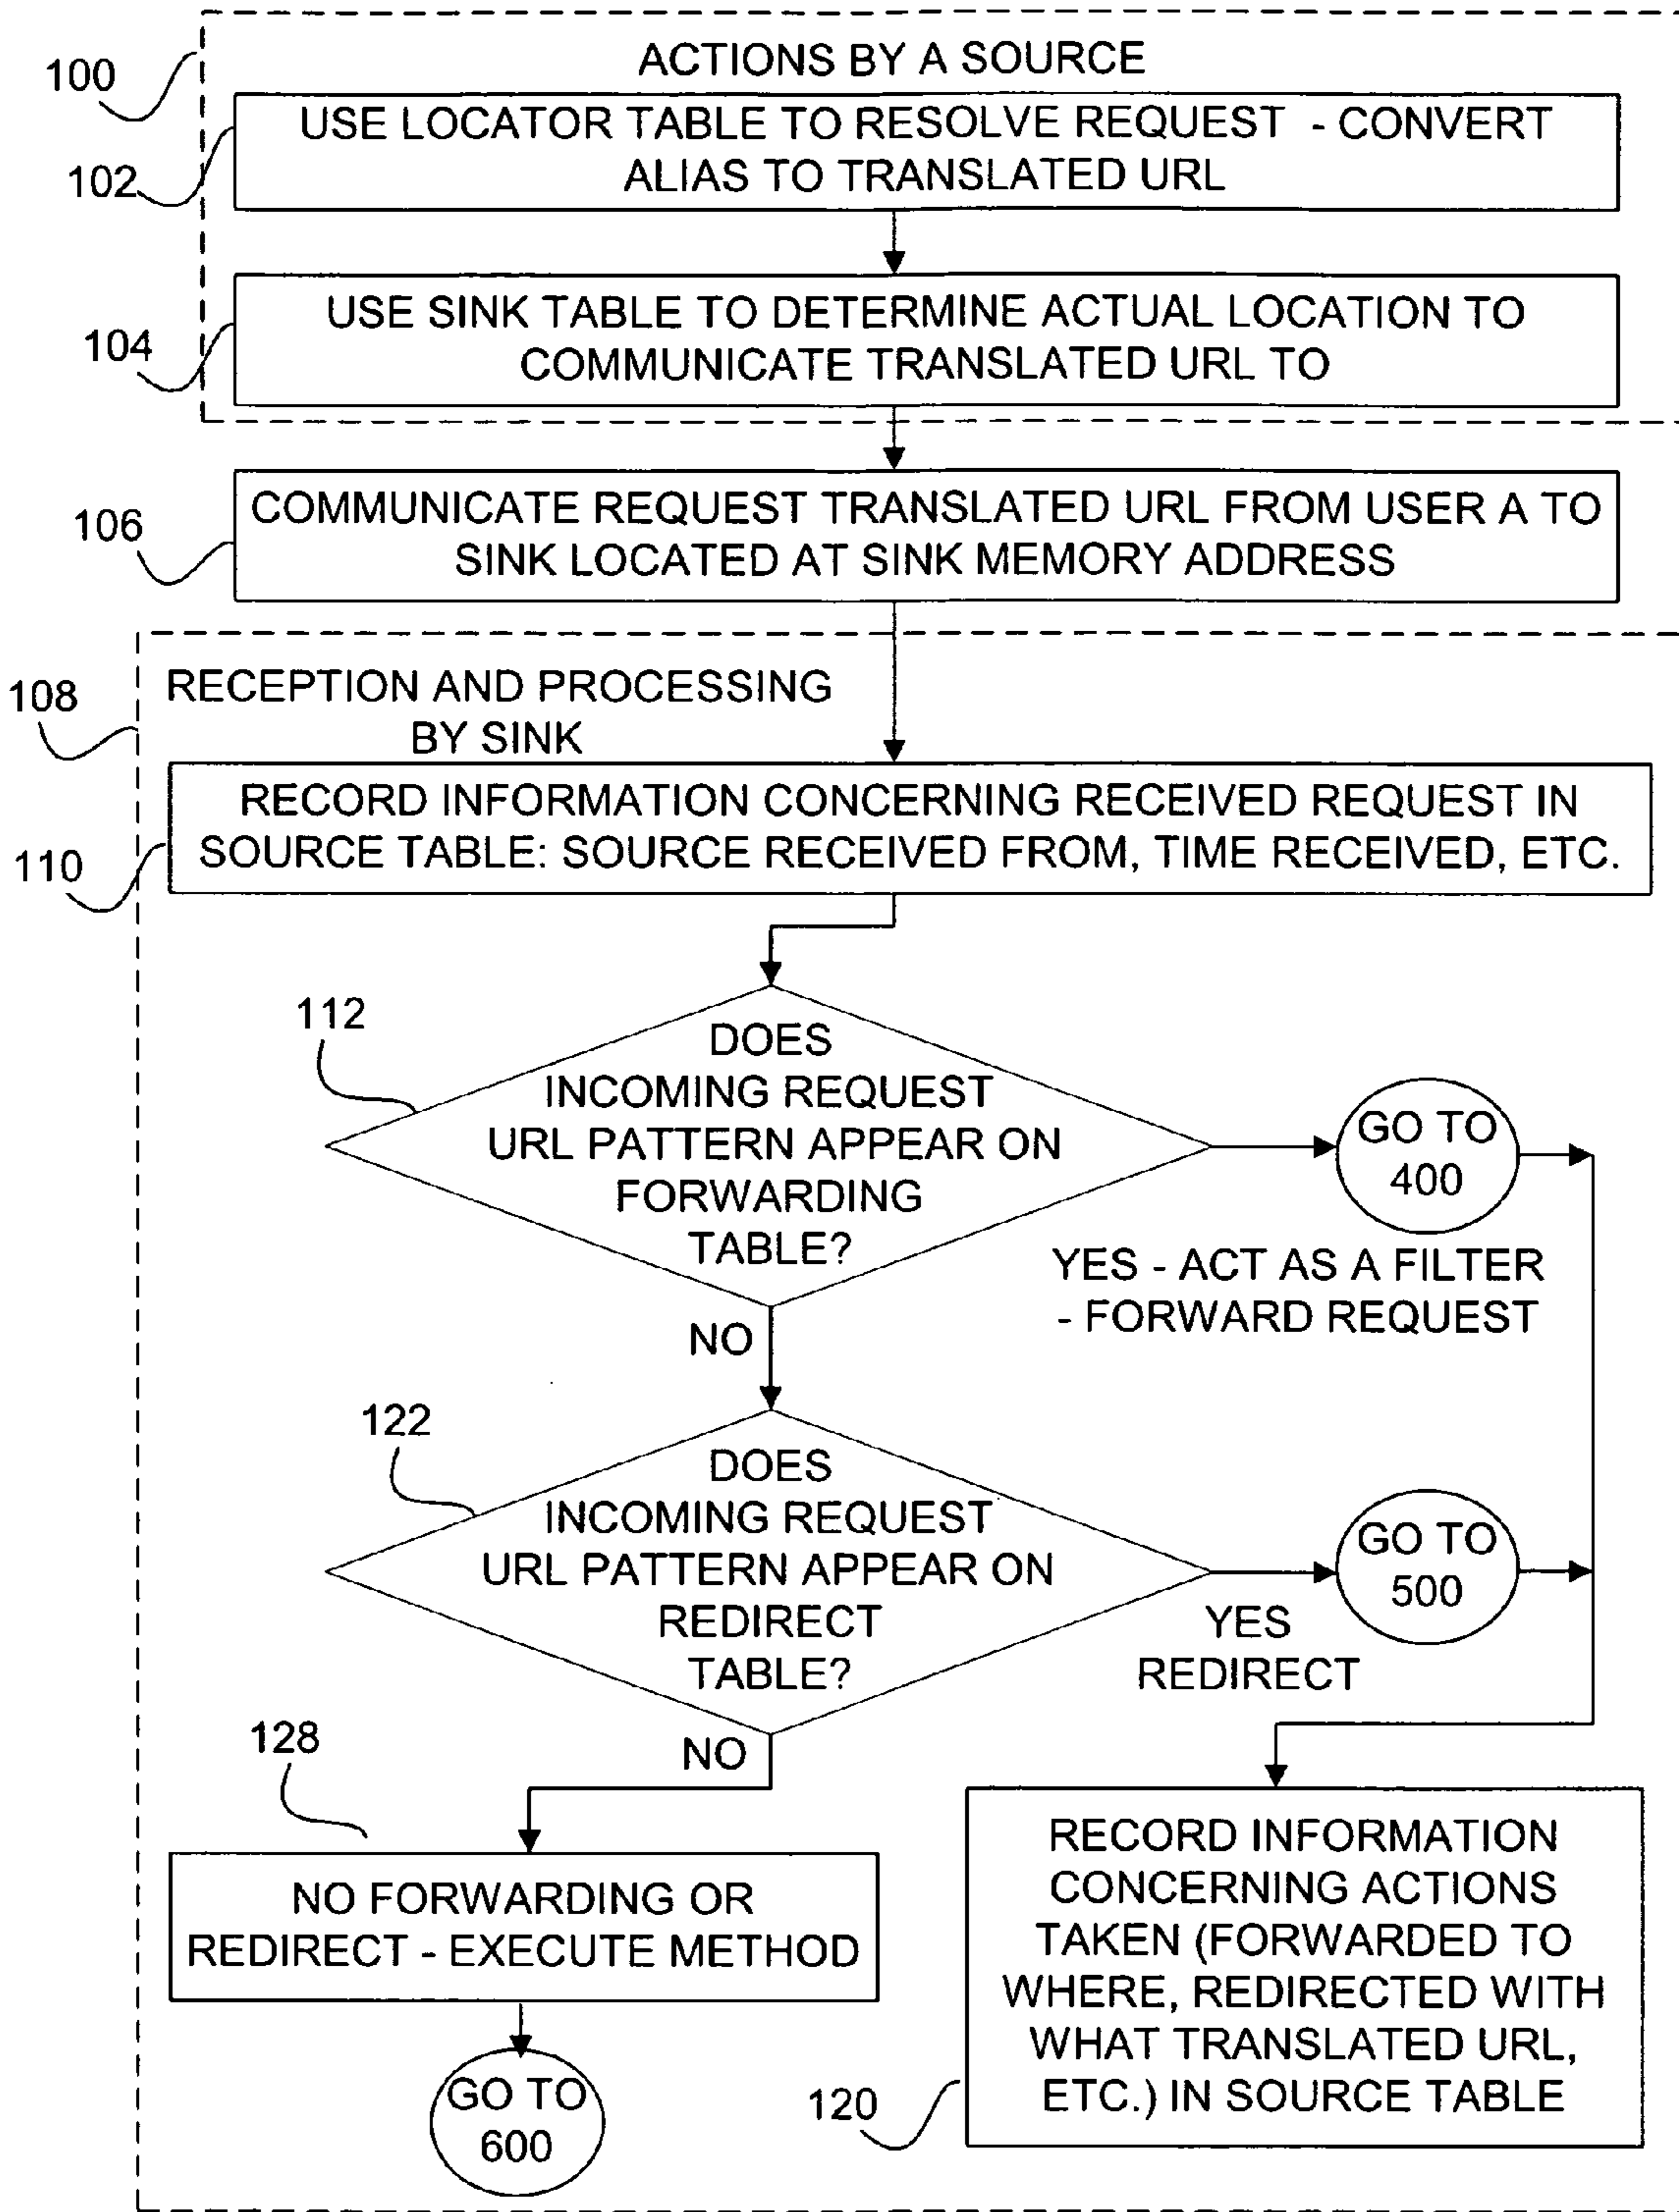 ACTIONS BY A SOURCE
100
USE LOCATOR TABLE TO RESOLVE REQUEST - CONVERT
ALIAS TO TRANSLATED URL
102
USE SINK TABLE TO DETERMINE ACTUAL LOCATION TO
COMMUNICATE TRANSLATED URL TO
104
COMMUNICATE REQUEST TRANSLATED URL FROM USER A TO
SINK LOCATED AT SINK MEMORY ADDRESS
106
108
RECEPTION AND PROCESSING
BY SINK
RECORD INFORMATION CONCERNING RECEIVED REQUEST IN
SOURCE TABLE: SOURCE RECEIVED FROM, TIME RECEIVED, ETC.
110
112
DOES
INCOMING REQUEST
URL PATTERN APPEAR ON
FORWARDING
TABLE?
GO TO
400
YES - ACT AS A FILTER
- FORWARD REQUEST
NO
122
DOES
INCOMING REQUEST
URL PATTERN APPEAR ON
REDIRECT
TABLE?
GO TO
500
YES
REDIRECT
NO
128
NO FORWARDING OR
REDIRECT - EXECUTE METHOD
GO TO
600
RECORD INFORMATION
CONCERNING ACTIONS
TAKEN (FORWARDED TO
WHERE, REDIRECTED WITH
WHAT TRANSLATED URL,
ETC.) IN SOURCE TABLE
120